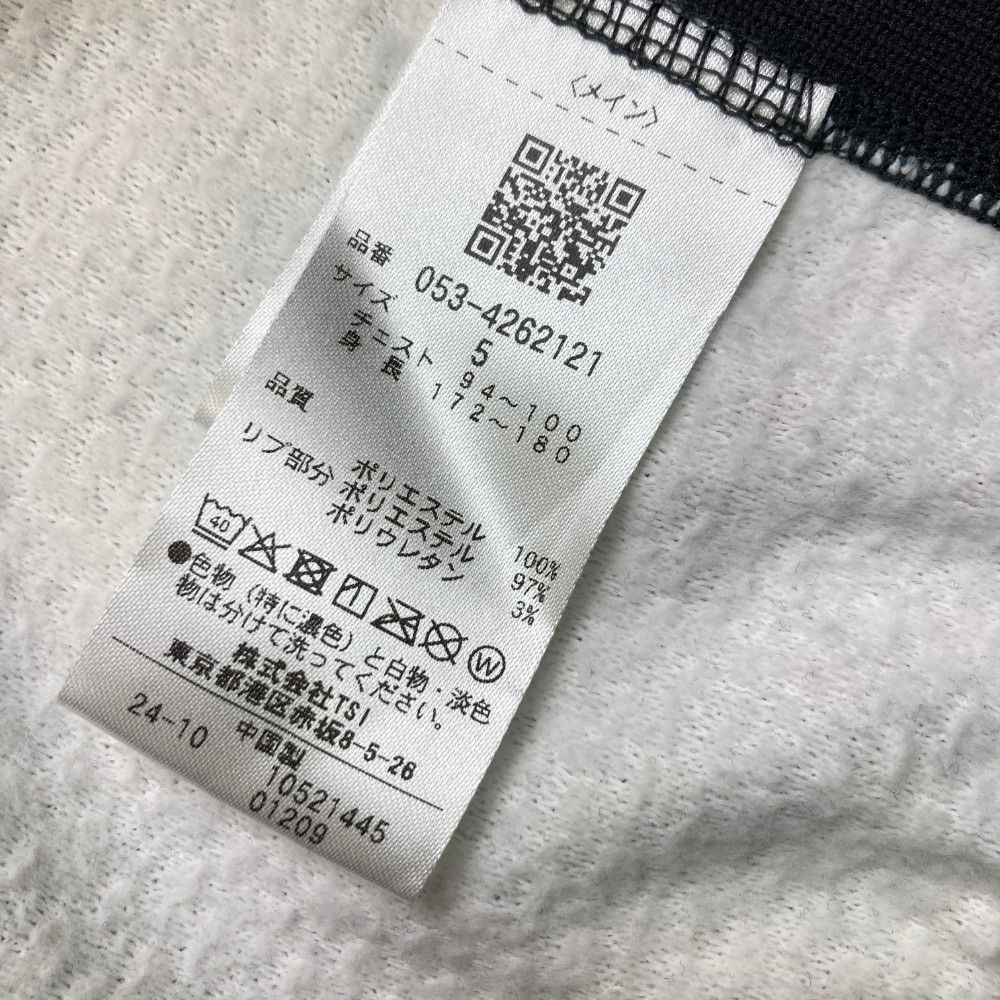 〈メイン〉
品番 053-4262121
サイズ 5
チェスト 94～100
身長 172～180
品質
ポリエステル 100%
リブ部分 ポリエステル 97%
ポリウレタン 3%
40
W
●色物（特に濃色）と白物・淡色
物は分けて洗ってください。
株式会社TSI
東京都港区赤坂8-5-26
24-10 中国製
10521445
01209